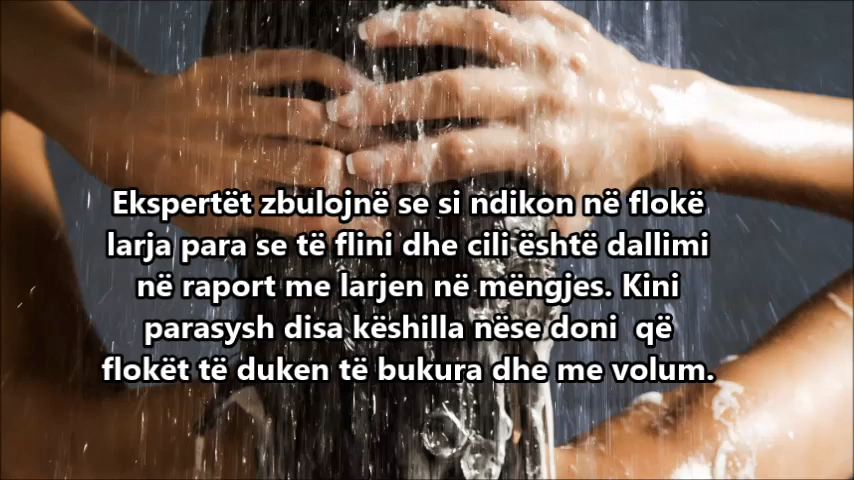 Ekspertët zbulojnë se si ndikon në flokë
larja para se të flini dhe cili është dallimi
në raport me larjen në mëngjes. Kini
parasysh disa këshilla nëse doni  që
flokët të duken të bukura dhe me volum.